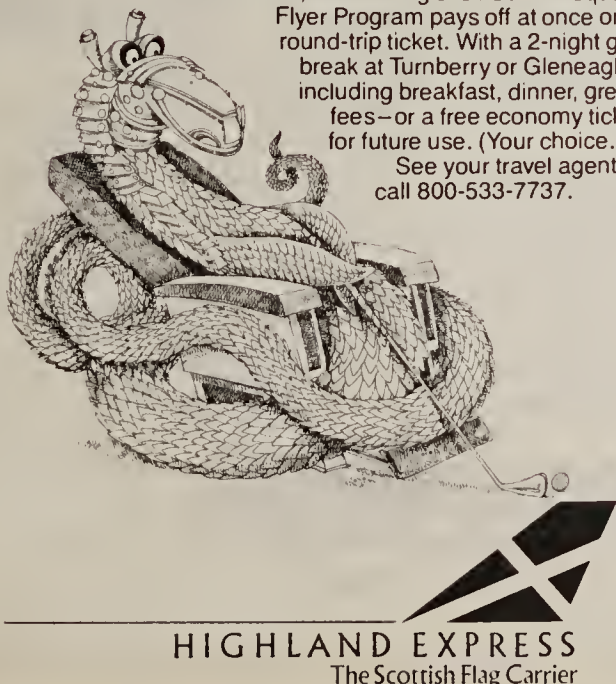 Flyer Program pays off at once on
round-trip ticket. With a 2-night g
break at Turnberry or Gleneagl
including breakfast, dinner, gre
fees—or a free economy tick
for future use. (Your choice.
See your travel agent
call 800-533-7737.
HIGHLAND EXPRESS
The Scottish Flag Carrier